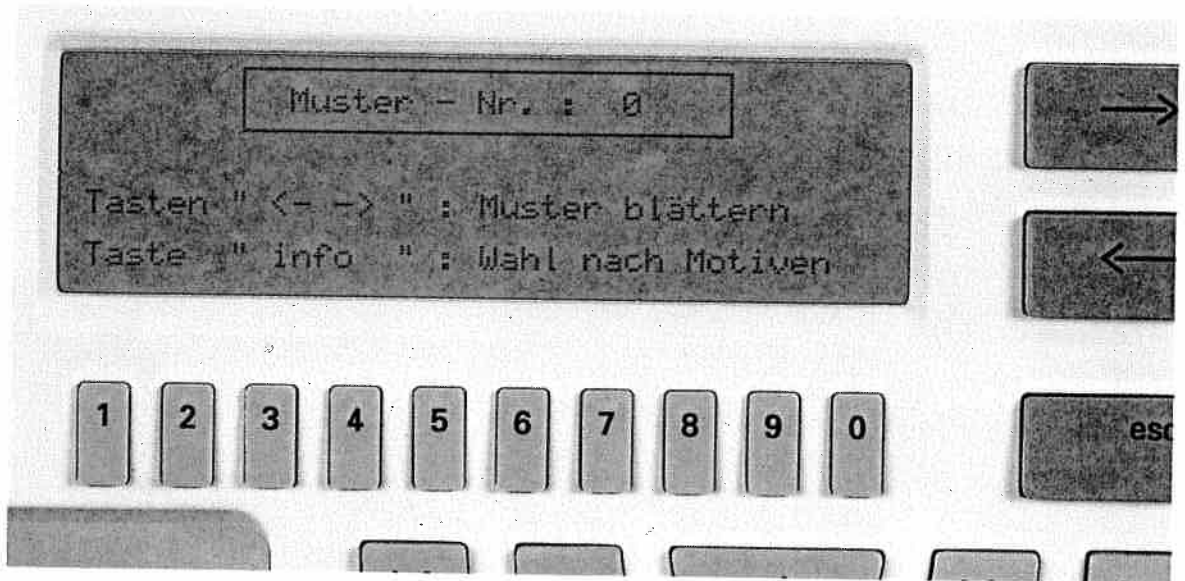 Muster - Nr. : 0
Tasten " <- -> " : Muster blättern
Taste " info " : Wahl nach Motiven
→
←
1 2 3 4 5 6 7 8 9 0
esc